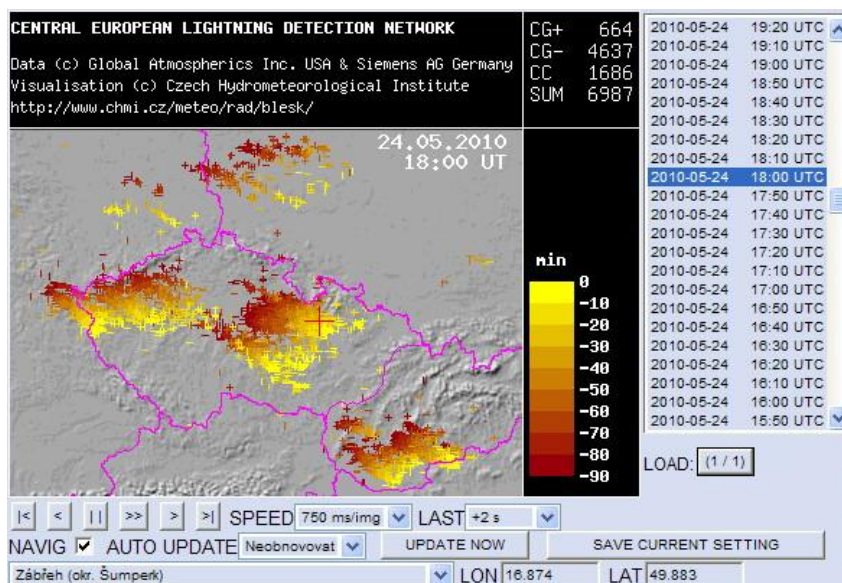 CENTRAL EUROPEAN LIGHTNING DETECTION NETWORK
Data (c) Global Atmospherics Inc. USA & Siemens AG Germany
Visualisation (c) Czech Hydrometeorological Institute
http://www.chmi.cz/meteo/rad/blesk/
CG+ 664
CG- 4637
CC 1686
SUM 6987
24.05.2010
18:00 UT
min
0
-10
-20
-30
-40
-50
-60
-70
-80
-90
2010-05-24 19:20 UTC
2010-05-24 19:10 UTC
2010-05-24 19:00 UTC
2010-05-24 18:50 UTC
2010-05-24 18:40 UTC
2010-05-24 18:30 UTC
2010-05-24 18:20 UTC
2010-05-24 18:10 UTC
2010-05-24 18:00 UTC
2010-05-24 17:50 UTC
2010-05-24 17:40 UTC
2010-05-24 17:30 UTC
2010-05-24 17:20 UTC
2010-05-24 17:10 UTC
2010-05-24 17:00 UTC
2010-05-24 16:50 UTC
2010-05-24 16:40 UTC
2010-05-24 16:30 UTC
2010-05-24 16:20 UTC
2010-05-24 16:10 UTC
2010-05-24 16:00 UTC
2010-05-24 15:50 UTC
LOAD: (1 / 1)
|< < || >> > >| SPEED 750 ms/img LAST +2 s
NAVIG AUTO UPDATE Neobnovovat UPDATE NOW SAVE CURRENT SETTING
Zábřeh (okr. Šumperk) LON 16.874 LAT 49.883